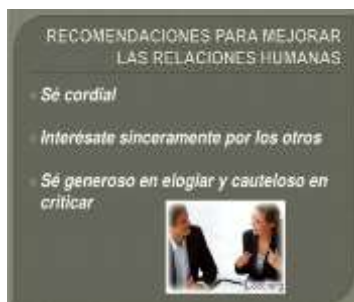 RECOMENDACIONES PARA MEJORAR
LAS RELACIONES HUMANAS
Sé cordial
Interésate sinceramente por los otros
Sé generoso en elogiar y cauteloso en
criticar